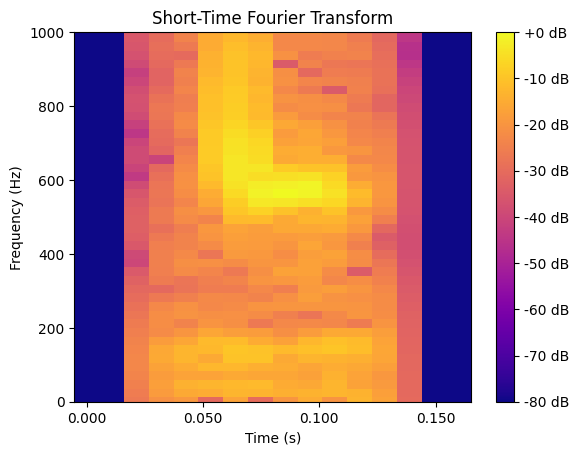 Short-Time Fourier Transform
1000
800
600
400
200
0
Frequency (Hz)
0.000
0.050
0.100
0.150
Time (s)
+0 dB
-10 dB
-20 dB
-30 dB
-40 dB
-50 dB
-60 dB
-70 dB
-80 dB